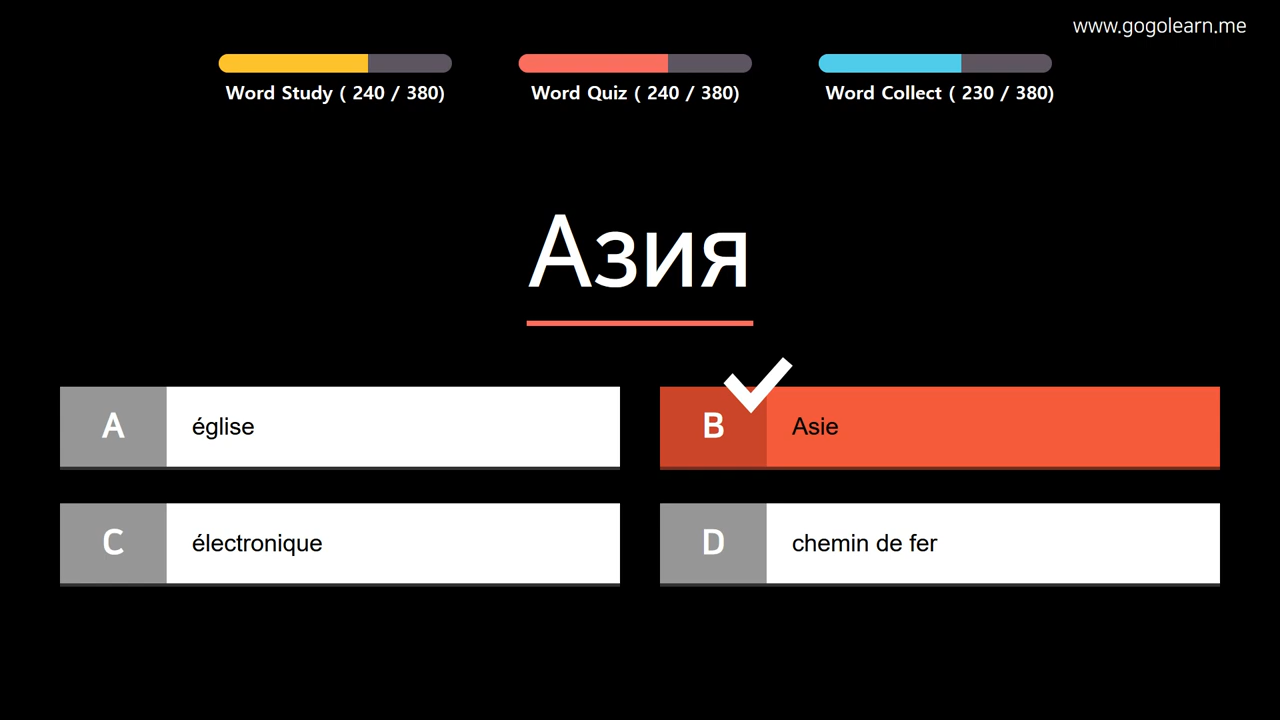 www.gogolearn.me
Word Study ( 240 / 380)
Word Quiz ( 240 / 380)
Word Collect ( 230 / 380)
Азия
A
église
B
Asie
C
électronique
D
chemin de fer